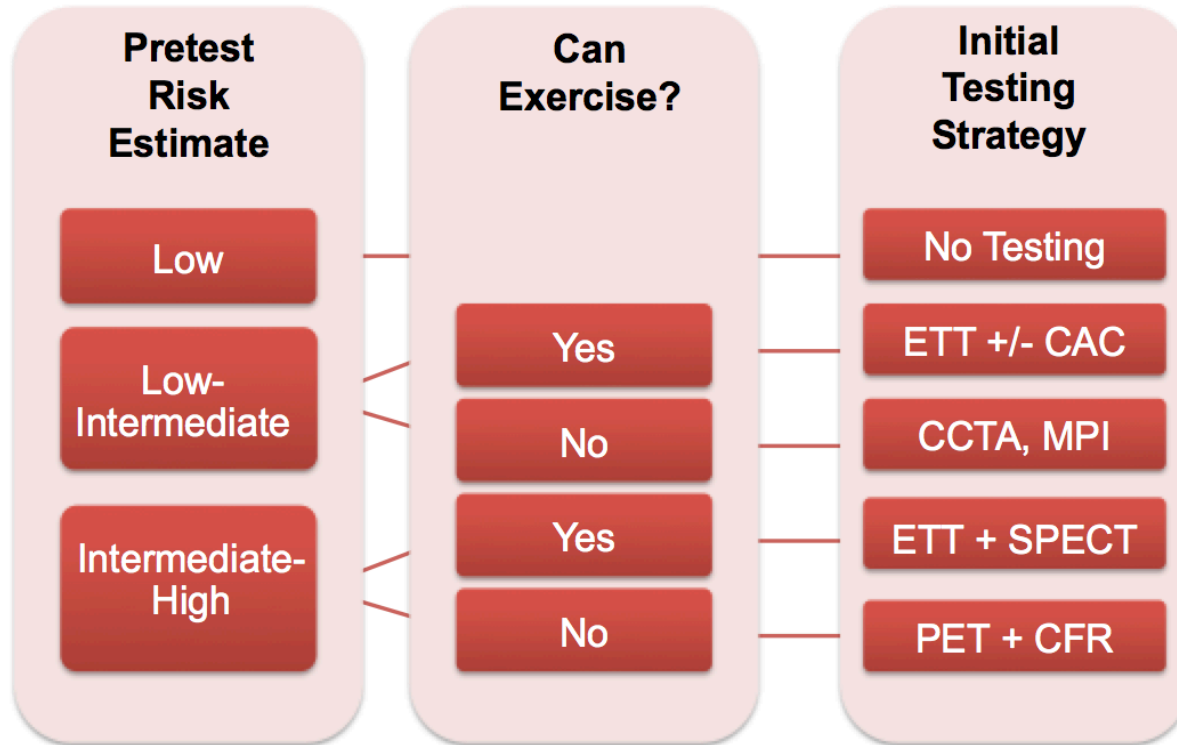 Pretest
Risk
Estimate
Low
Low-
Intermediate
Intermediate-
High
Can
Exercise?
Yes
No
Yes
No
Initial
Testing
Strategy
No Testing
ETT +/- CAC
CCTA, MPI
ETT + SPECT
PET + CFR